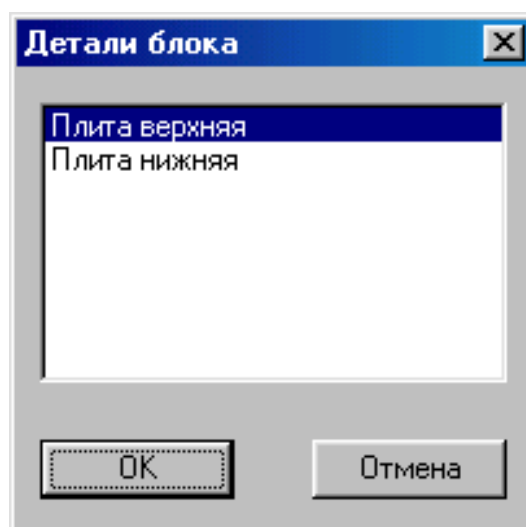 Детали блока
Плита верхняя
Плита нижняя
OK
Отмена